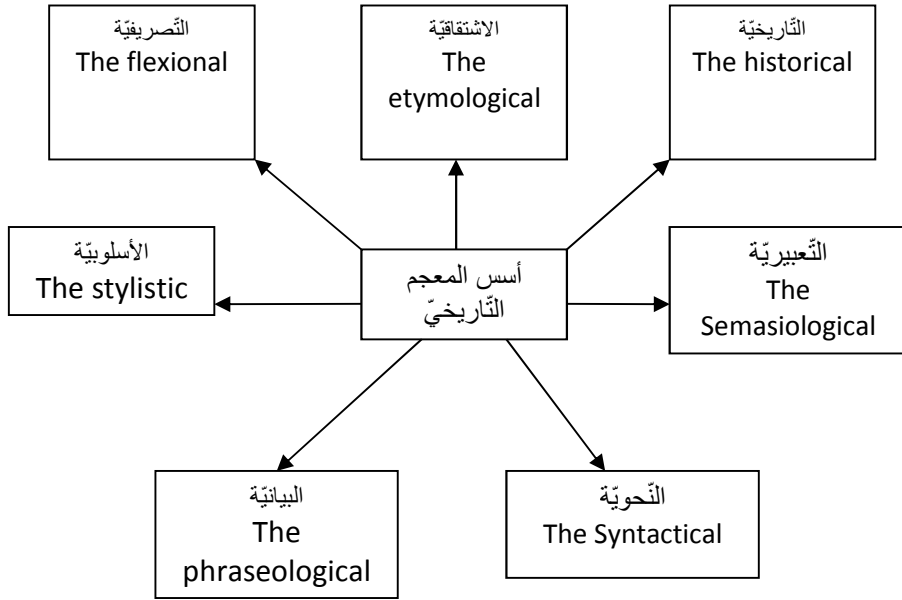 التّصريفيّة
The flexional
الاشتقاقيّة
The
etymological
التّاريخيّة
The historical
الأسلوبيّة
The stylistic
أسس المعجم
التّاريخيّ
التّعبيريّة
The
Semasiological
البيانيّة
The
phraseological
النّحويّة
The Syntactical